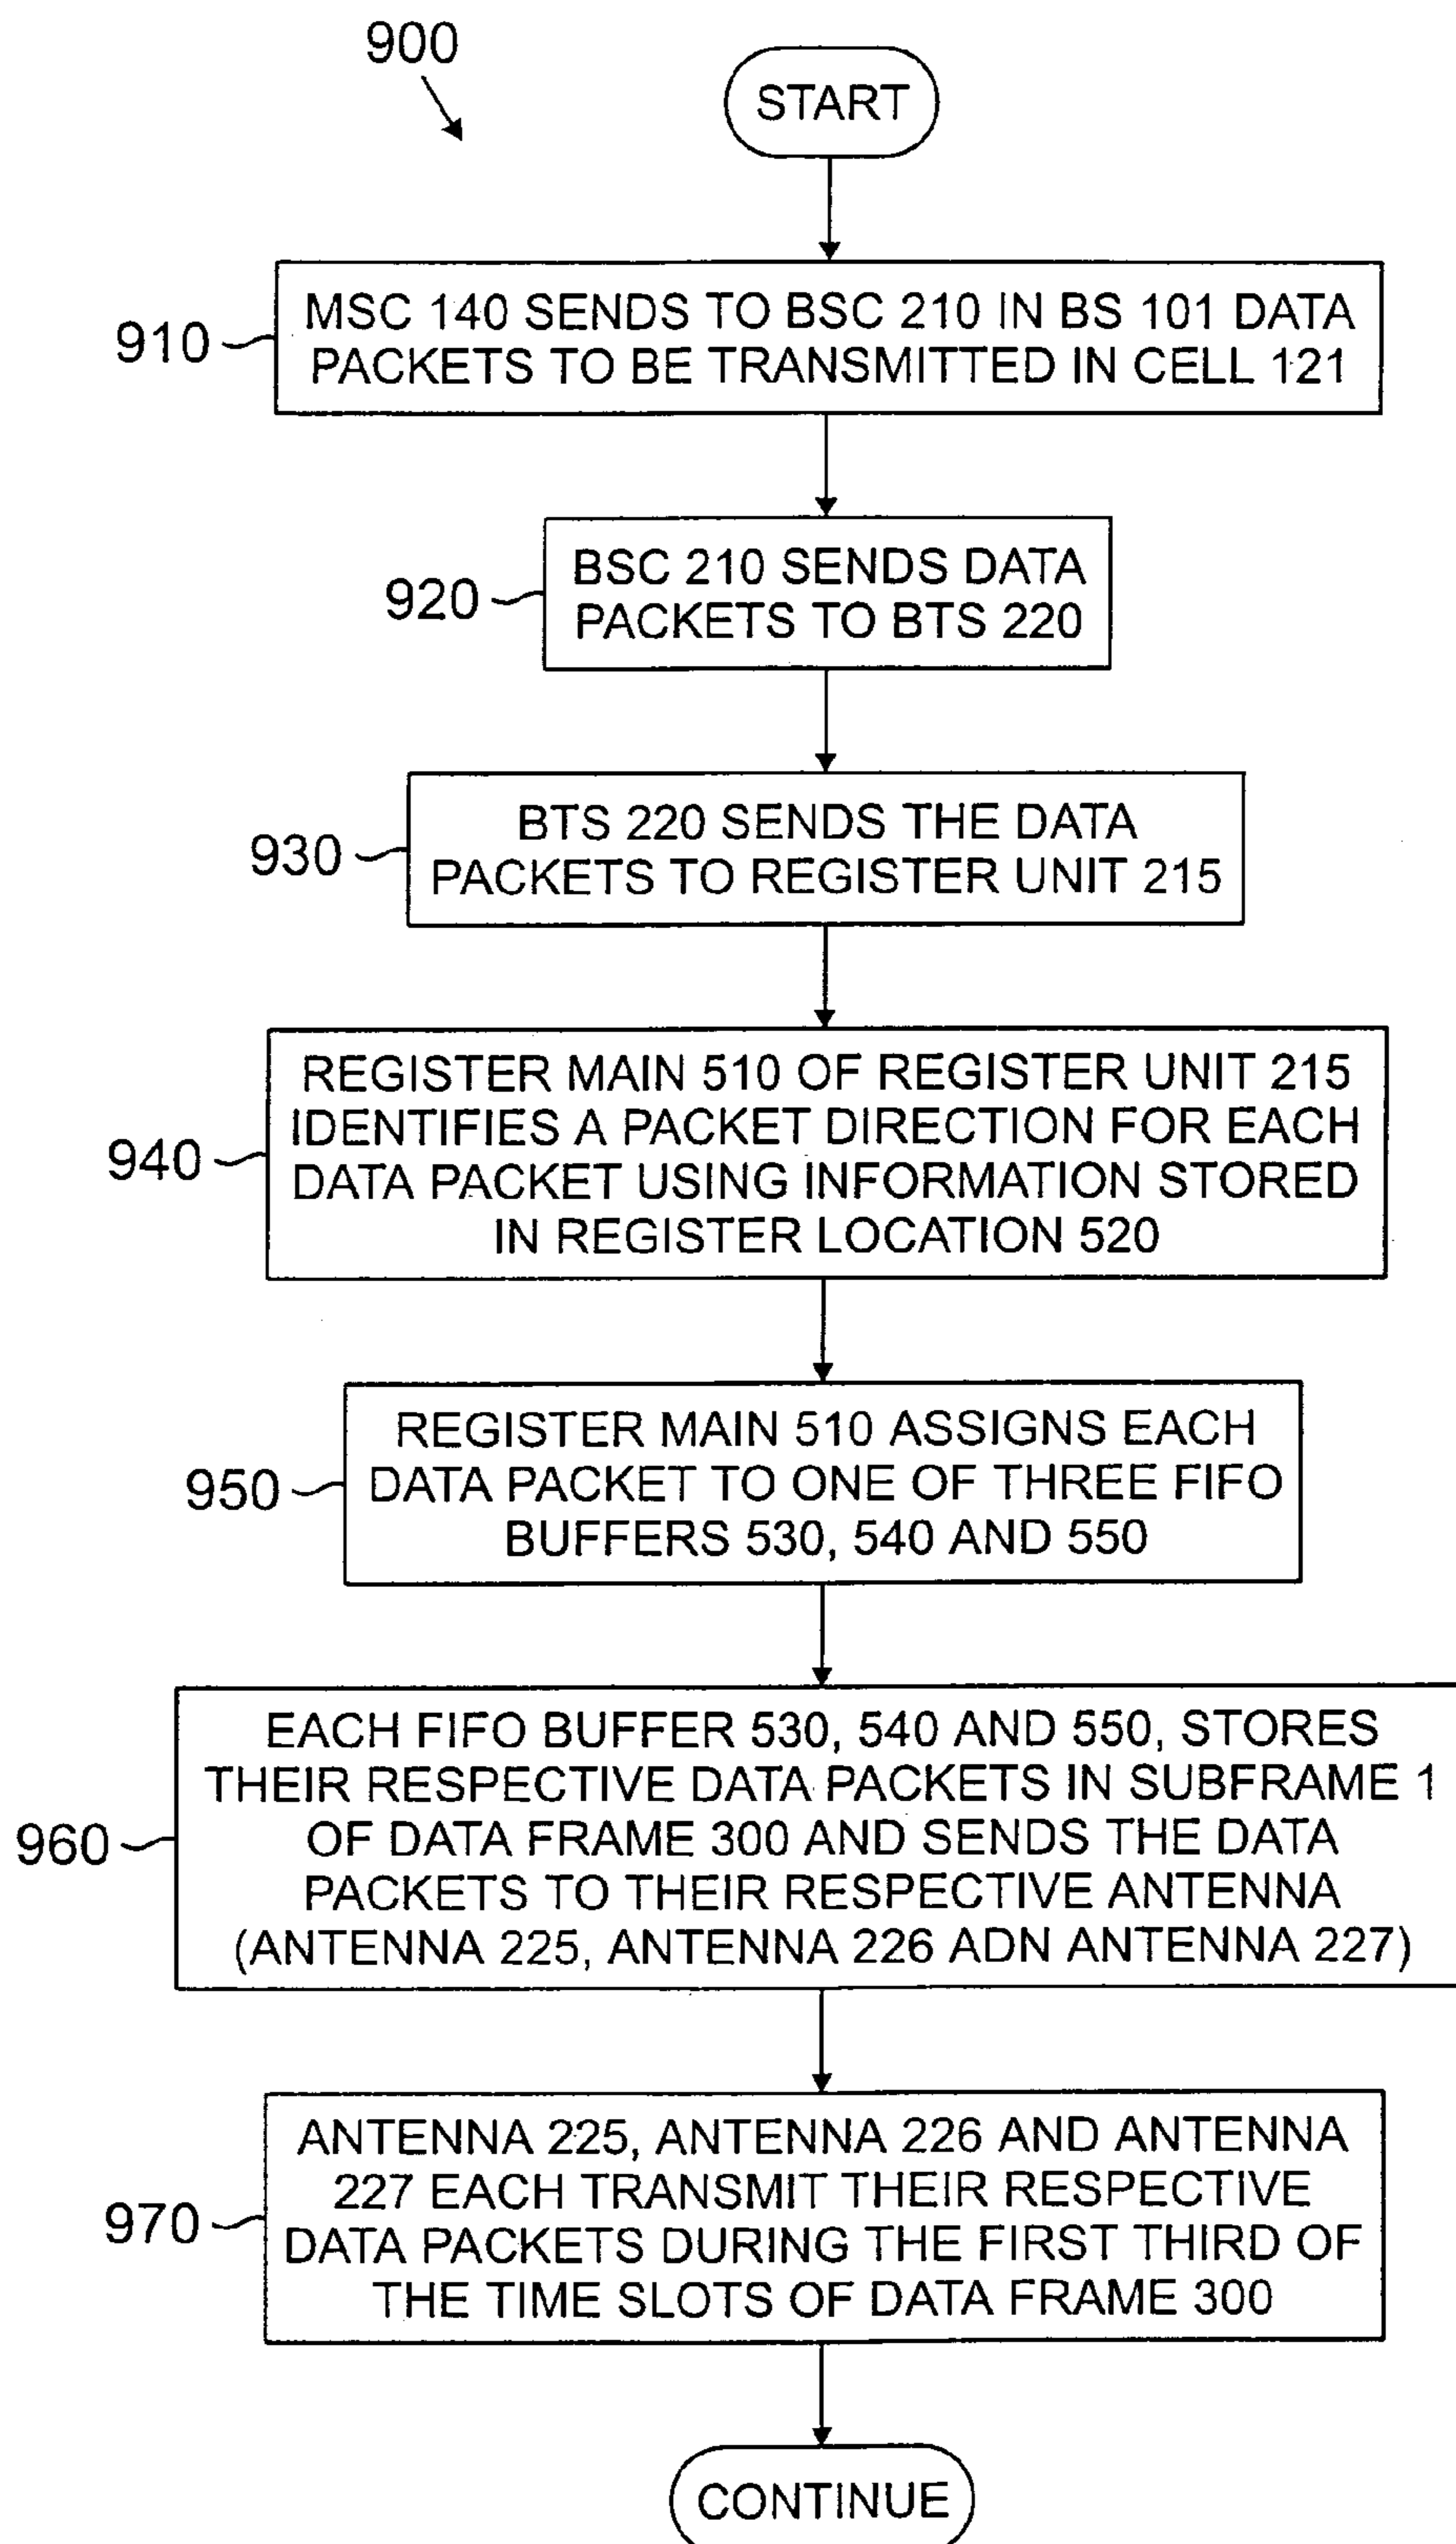 900
START
910
MSC 140 SENDS TO BSC 210 IN BS 101 DATA
PACKETS TO BE TRANSMITTED IN CELL 121
920
BSC 210 SENDS DATA
PACKETS TO BTS 220
930
BTS 220 SENDS THE DATA
PACKETS TO REGISTER UNIT 215
940
REGISTER MAIN 510 OF REGISTER UNIT 215
IDENTIFIES A PACKET DIRECTION FOR EACH
DATA PACKET USING INFORMATION STORED
IN REGISTER LOCATION 520
950
REGISTER MAIN 510 ASSIGNS EACH
DATA PACKET TO ONE OF THREE FIFO
BUFFERS 530, 540 AND 550
960
EACH FIFO BUFFER 530, 540 AND 550, STORES
THEIR RESPECTIVE DATA PACKETS IN SUBFRAME 1
OF DATA FRAME 300 AND SENDS THE DATA
PACKETS TO THEIR RESPECTIVE ANTENNA
(ANTENNA 225, ANTENNA 226 ADN ANTENNA 227)
970
ANTENNA 225, ANTENNA 226 AND ANTENNA
227 EACH TRANSMIT THEIR RESPECTIVE
DATA PACKETS DURING THE FIRST THIRD OF
THE TIME SLOTS OF DATA FRAME 300
CONTINUE